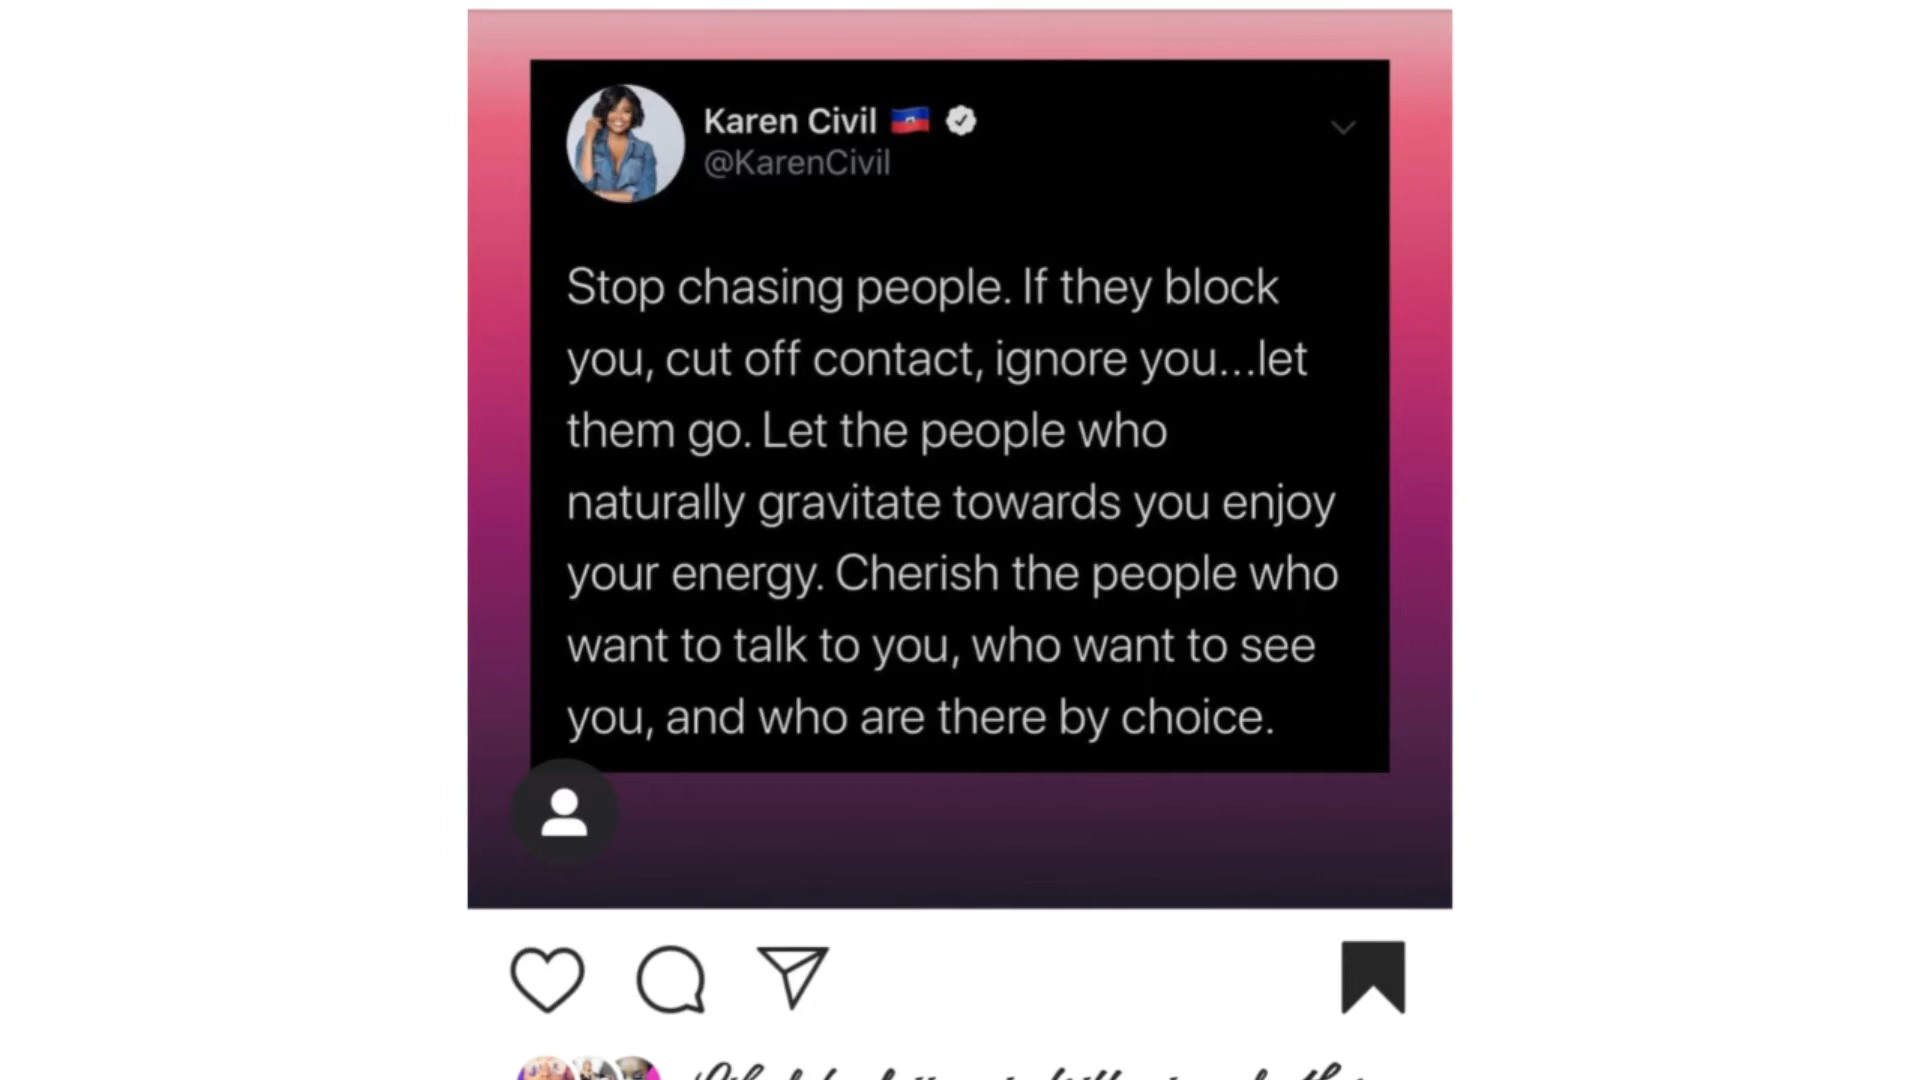 Karen Civil 🇭🇹
@KarenCivil
Stop chasing people. If they block
you, cut off contact, ignore you...let
them go. Let the people who
naturally gravitate towards you enjoy
your energy. Cherish the people who
want to talk to you, who want to see
you, and who are there by choice.